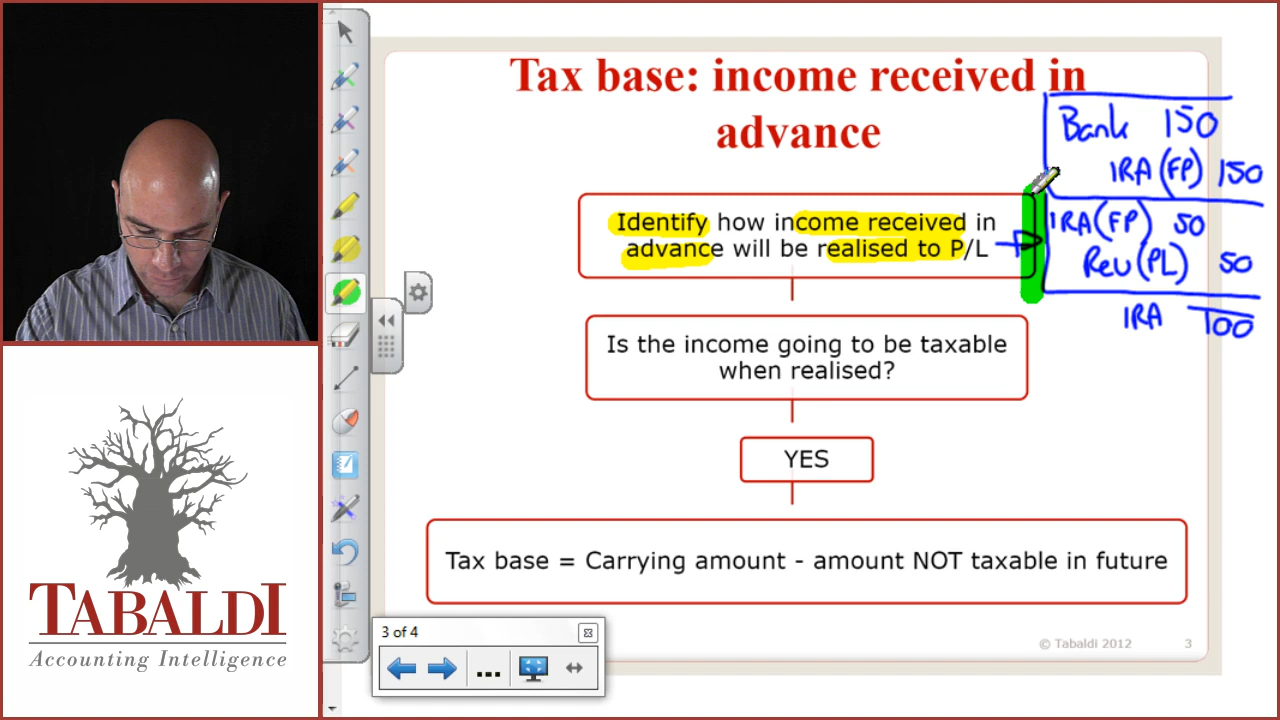 Tax base: income received in
advance
Bank 150
IRA (FP) 150
IRA (FP) 50
Rev (PL) 50
IRA 100
Identify how income received in
advance will be realised to P/L
Is the income going to be taxable
when realised?
YES
Tax base = Carrying amount - amount NOT taxable in future
© Tabaldi 2012 3
3 of 4
...
TABALDI
Accounting Intelligence